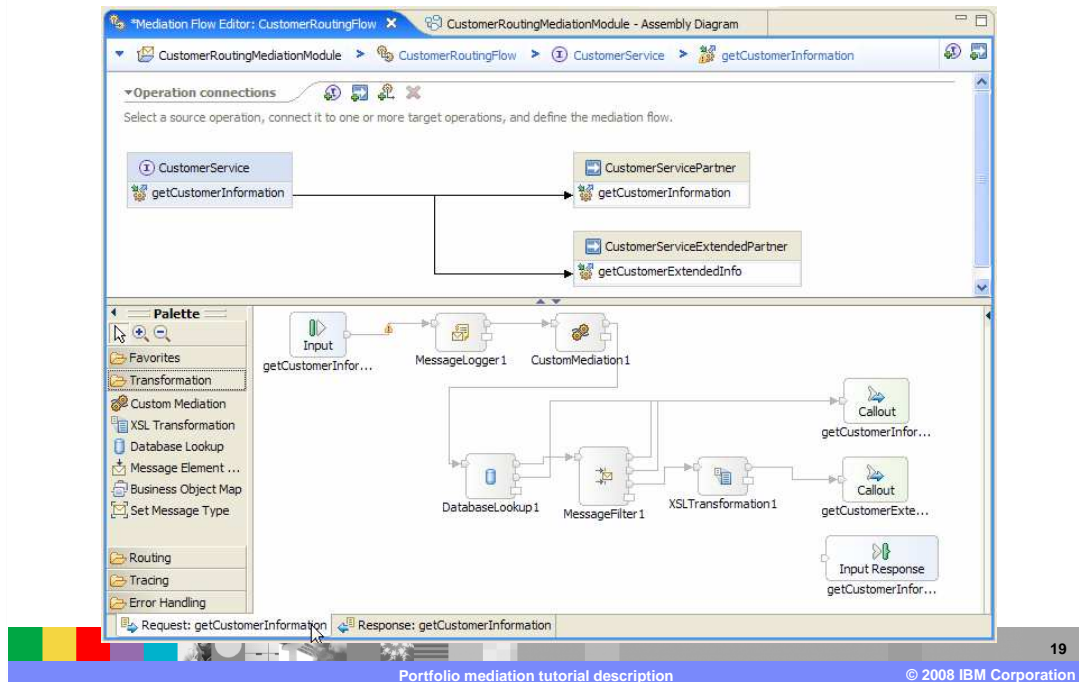 *Mediation Flow Editor: CustomerRoutingFlow
CustomerRoutingMediationModule - Assembly Diagram
CustomerRoutingMediationModule > CustomerRoutingFlow > CustomerService > getCustomerInformation
Operation connections
Select a source operation, connect it to one or more target operations, and define the mediation flow.
CustomerService
getCustomerInformation
CustomerServicePartner
getCustomerInformation
CustomerServiceExtendedPartner
getCustomerExtendedInfo
Palette
Favorites
Transformation
Custom Mediation
XSL Transformation
Database Lookup
Message Element ...
Business Object Map
Set Message Type
Routing
Tracing
Error Handling
Input
getCustomerInfor...
MessageLogger1
CustomMediation1
DatabaseLookup1
MessageFilter1
XSLTransformation1
Callout
getCustomerInfor...
Callout
getCustomerExte...
Input Response
getCustomerInfor...
Request: getCustomerInformation
Response: getCustomerInformation
19
Portfolio mediation tutorial description
© 2008 IBM Corporation